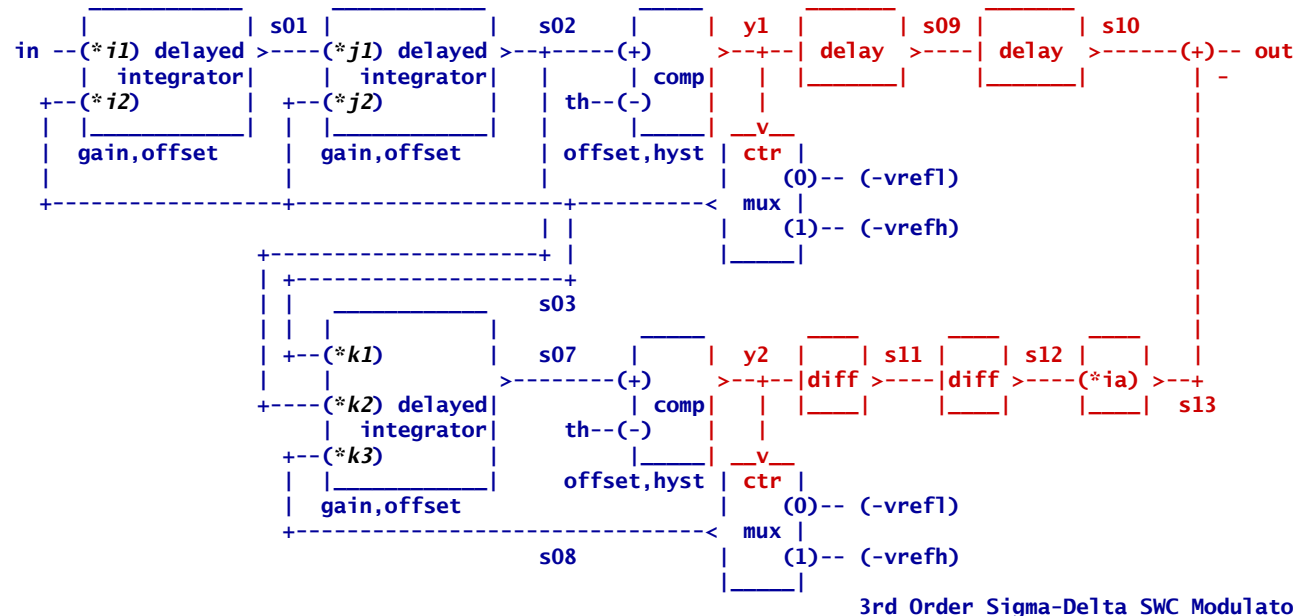 s01 s02 y1 s09 s10
in --(*i1) delayed >----(*j1) delayed >--+-----(+) >--+--| delay >----| delay >------(+)-- out
integrator| integrator| comp -
+--(*i2) +--(*j2) th--(-)
gain,offset gain,offset offset,hyst ctr
(0)-- (-vrefl)
+------------------+----------------------+-----------< mux
(1)-- (-vrefh)
s03
+--(*k1) s07 y2 s11 s12
>--------(+) >--+--|diff >----|diff >----(*ia) >--+
+----(*k2) delayed| comp| s13
integrator| th--(-)
+--(*k3)
offset,hyst ctr
gain,offset (0)-- (-vrefl)
+---------------------------------< mux
s08 (1)-- (-vrefh)
3rd Order Sigma-Delta SWC Modulato